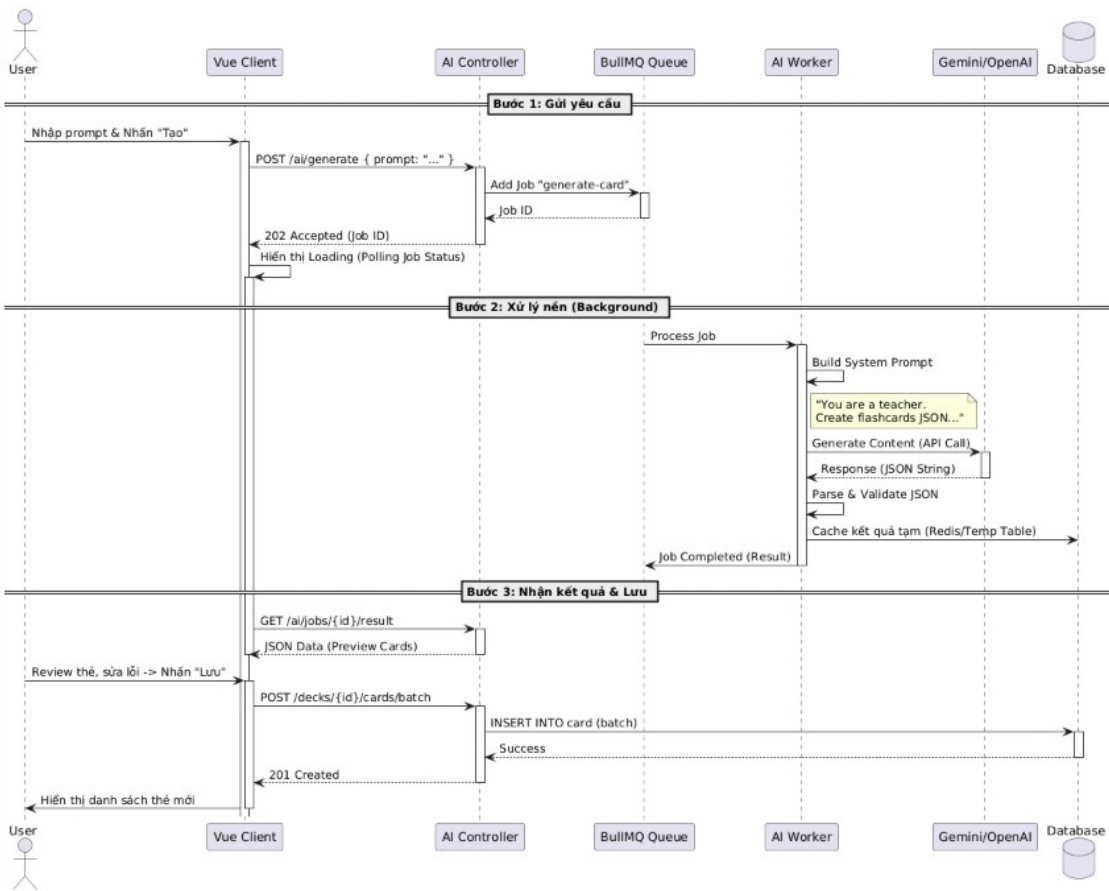 User
Vue Client
AI Controller
BullMQ Queue
AI Worker
Gemini/OpenAI
Database
Bước 1: Gửi yêu cầu
Nhập prompt & Nhấn "Tạo"
POST /ai/generate { prompt: "..." }
Add Job "generate-card"
Job ID
202 Accepted (Job ID)
Hiển thị Loading (Polling Job Status)
Bước 2: Xử lý nền (Background)
Process Job
Build System Prompt
"You are a teacher.
Create flashcards JSON..."
Generate Content (API Call)
Response (JSON String)
Parse & Validate JSON
Cache kết quả tạm (Redis/Temp Table)
Job Completed (Result)
Bước 3: Nhận kết quả & Lưu
GET /ai/jobs/{id}/result
JSON Data (Preview Cards)
Review thẻ, sửa lỗi -> Nhấn "Lưu"
POST /decks/{id}/cards/batch
INSERT INTO card (batch)
Success
201 Created
Hiển thị danh sách thẻ mới
User
Vue Client
AI Controller
BullMQ Queue
AI Worker
Gemini/OpenAI
Database